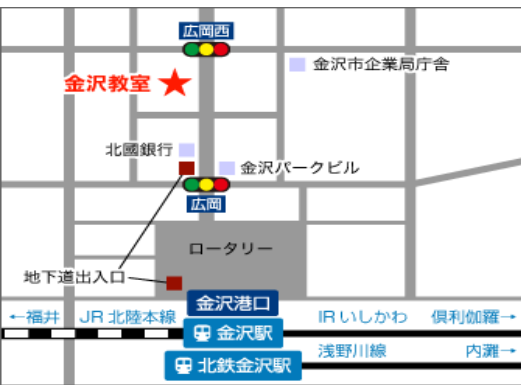 広岡西
金沢市企業局庁舎
金沢教室
北國銀行
金沢パークビル
広岡
ロータリー
地下道出入口
金沢港口
←福井 JR北陸本線 IRいしかわ 倶利伽羅→
金沢駅
浅野川線 内灘→
北鉄金沢駅